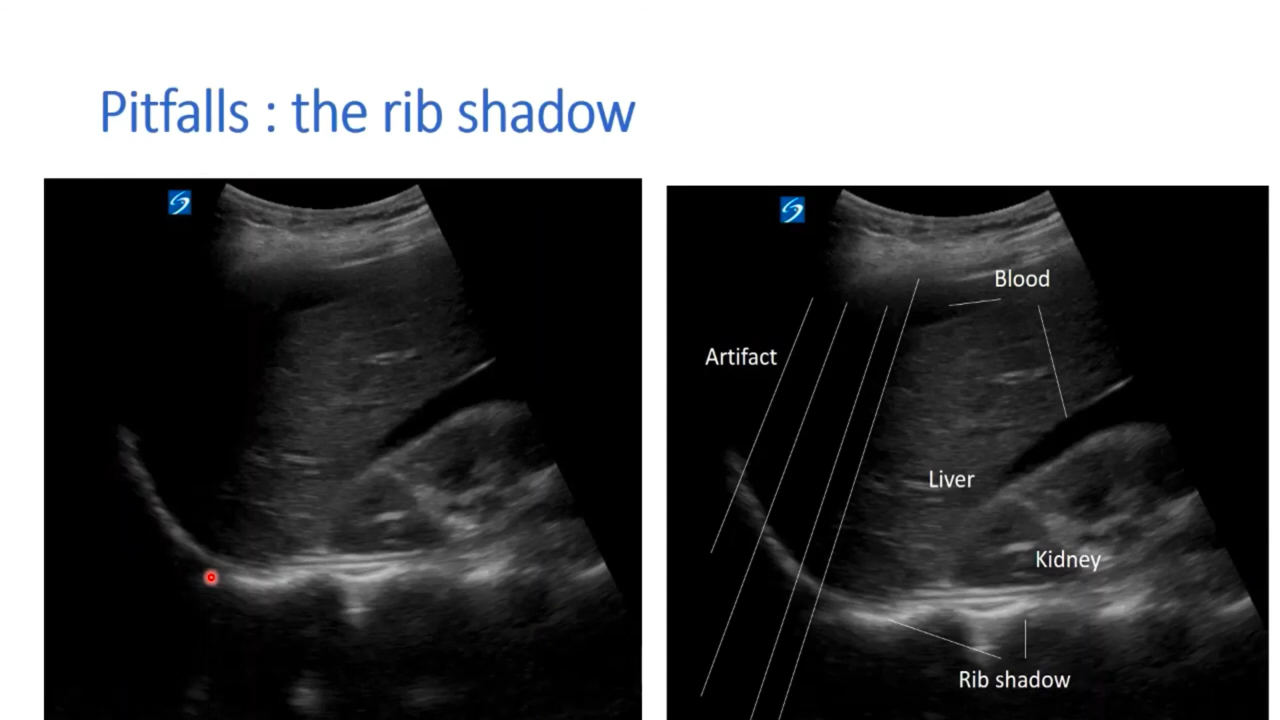 Pitfalls : the rib shadow
Blood
Artifact
Liver
Kidney
Rib shadow